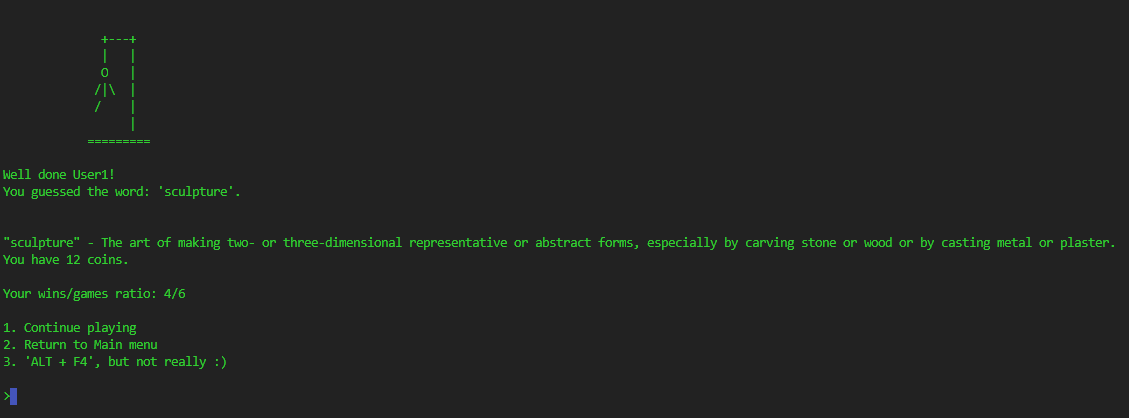 +---+
|   |
O   |
/|\  |
/    |
|
=========
Well done User1!
You guessed the word: 'sculpture'.
"sculpture" - The art of making two- or three-dimensional representative or abstract forms, especially by carving stone or wood or by casting metal or plaster.
You have 12 coins.
Your wins/games ratio: 4/6
1. Continue playing
2. Return to Main menu
3. 'ALT + F4', but not really :)
>